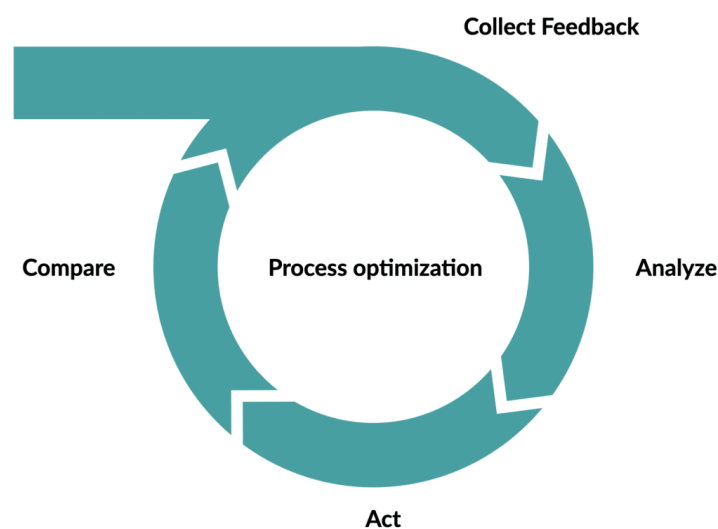 Collect Feedback
Compare
Process optimization
Analyze
Act